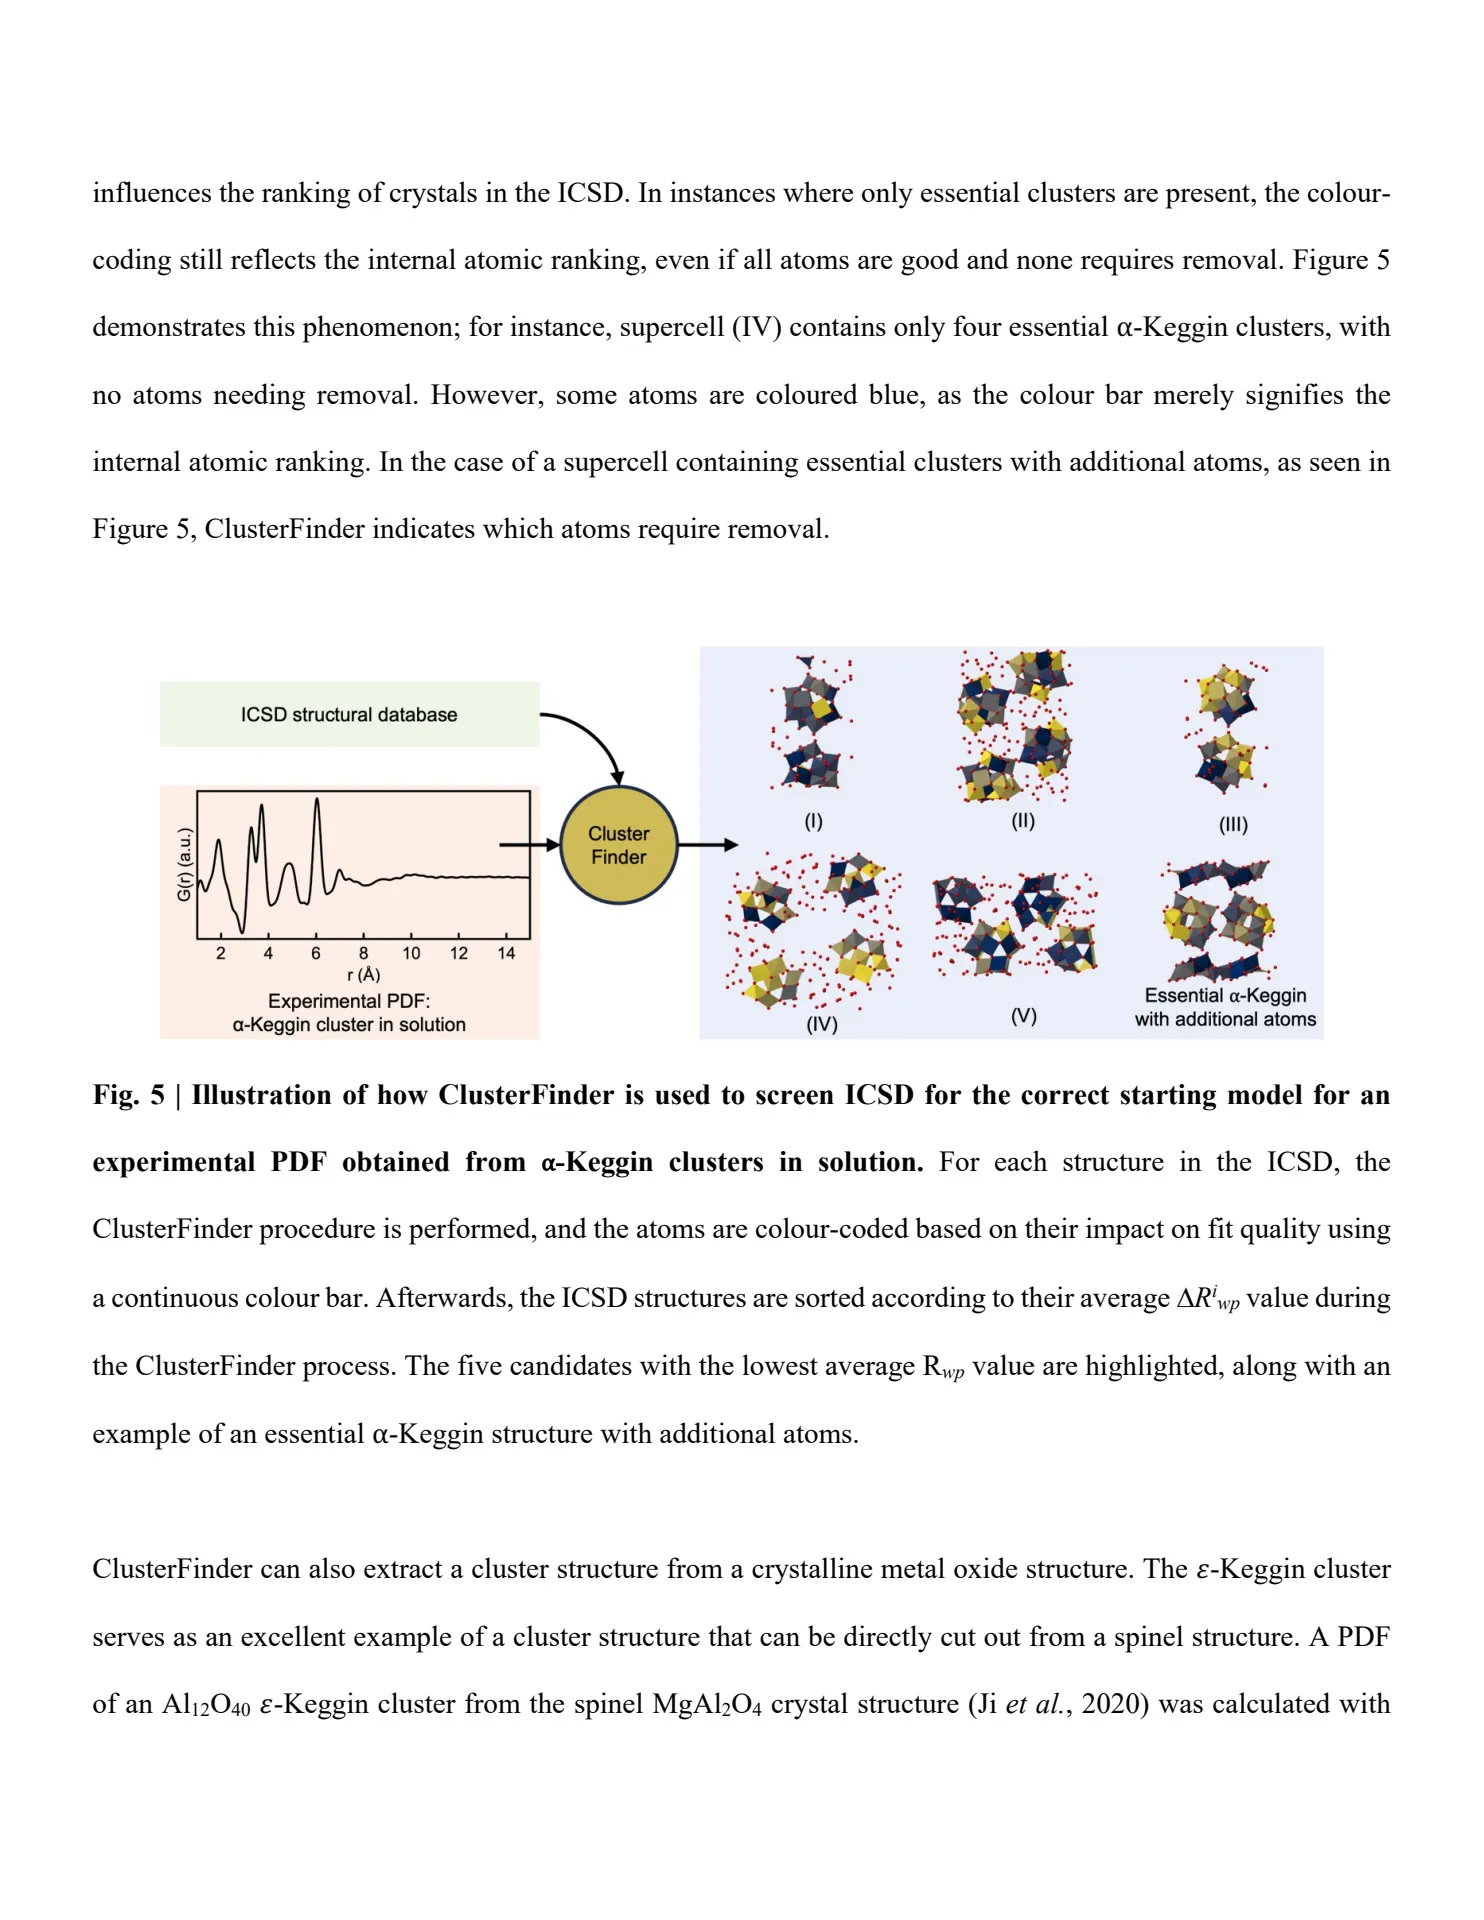 influences the ranking of crystals in the ICSD. In instances where only essential clusters are present, the colour-
coding still reflects the internal atomic ranking, even if all atoms are good and none requires removal. Figure 5
demonstrates this phenomenon; for instance, supercell (IV) contains only four essential α-Keggin clusters, with
no atoms needing removal. However, some atoms are coloured blue, as the colour bar merely signifies the
internal atomic ranking. In the case of a supercell containing essential clusters with additional atoms, as seen in
Figure 5, ClusterFinder indicates which atoms require removal.
ICSD structural database
G(r) (a.u.)
2 4 6 8 10 12 14
r (Å)
Experimental PDF:
α-Keggin cluster in solution
Cluster
Finder
(I)
(II)
(III)
(IV)
(V)
Essential α-Keggin
with additional atoms
Fig. 5 | Illustration of how ClusterFinder is used to screen ICSD for the correct starting model for an
experimental PDF obtained from α-Keggin clusters in solution. For each structure in the ICSD, the
ClusterFinder procedure is performed, and the atoms are colour-coded based on their impact on fit quality using
a continuous colour bar. Afterwards, the ICSD structures are sorted according to their average ΔRⁱwp value during
the ClusterFinder process. The five candidates with the lowest average Rwp value are highlighted, along with an
example of an essential α-Keggin structure with additional atoms.
ClusterFinder can also extract a cluster structure from a crystalline metal oxide structure. The ε-Keggin cluster
serves as an excellent example of a cluster structure that can be directly cut out from a spinel structure. A PDF
of an Al₁₂O₄₀ ε-Keggin cluster from the spinel MgAl₂O₄ crystal structure (Ji et al., 2020) was calculated with